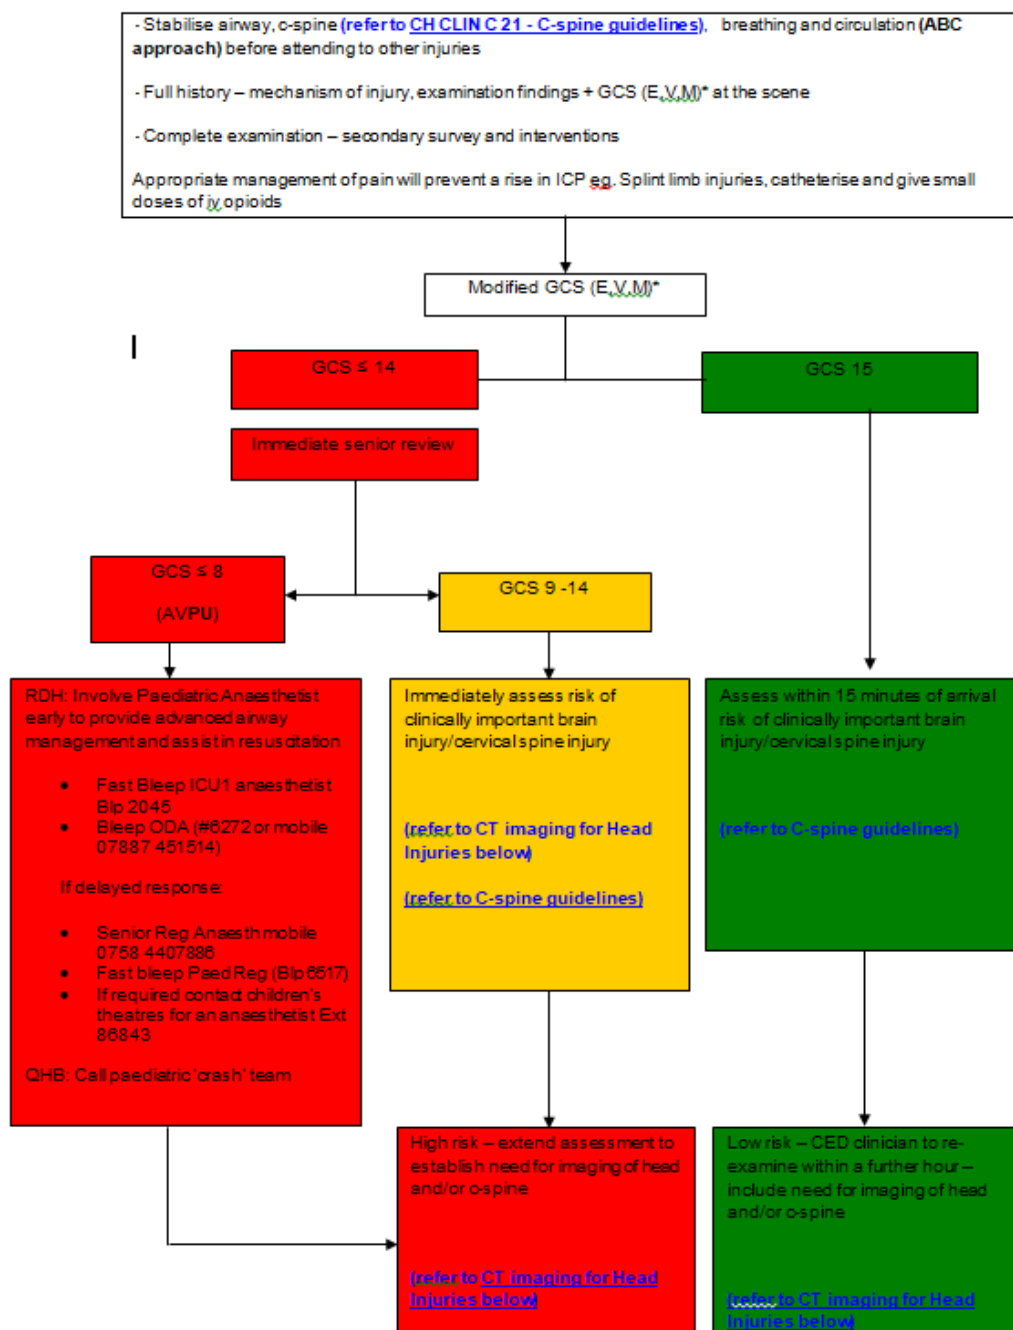 - Stabilise airway, c-spine (refer to CH CLIN C 21 - C-spine guidelines), breathing and circulation (ABC
approach) before attending to other injuries
- Full history – mechanism of injury, examination findings + GCS (E,V,M)* at the scene
- Complete examination – secondary survey and interventions
Appropriate management of pain will prevent a rise in ICP eg. Splint limb injuries, catheterise and give small
doses of iv opioids
Modified GCS (E,V,M)*
GCS ≤ 14
GCS 15
Immediate senior review
GCS ≤ 8
(AVPU)
GCS 9 -14
RDH: Involve Paediatric Anaesthetist
early to provide advanced airway
management and assist in resuscitation
• Fast Bleep ICU1 anaesthetist
Blp 2045
• Bleep ODA (#6272 or mobile
07887 451514)
If delayed response:
• Senior Reg Anaesth mobile
0758 4407886
• Fast bleep Paed Reg (Blp 6517)
• If required contact children's
theatres for an anaesthetist Ext
86843
QHB: Call paediatric 'crash' team
Immediately assess risk of
clinically important brain
injury/cervical spine injury
(refer to CT imaging for Head
Injuries below)
(refer to C-spine guidelines)
Assess within 15 minutes of arrival
risk of clinically important brain
injury/cervical spine injury
(refer to C-spine guidelines)
High risk – extend assessment to
establish need for imaging of head
and/or c-spine
(refer to CT imaging for Head
Injuries below)
Low risk – CED clinician to re-
examine within a further hour –
include need for imaging of head
and/or c-spine
(refer to CT imaging for Head
Injuries below)